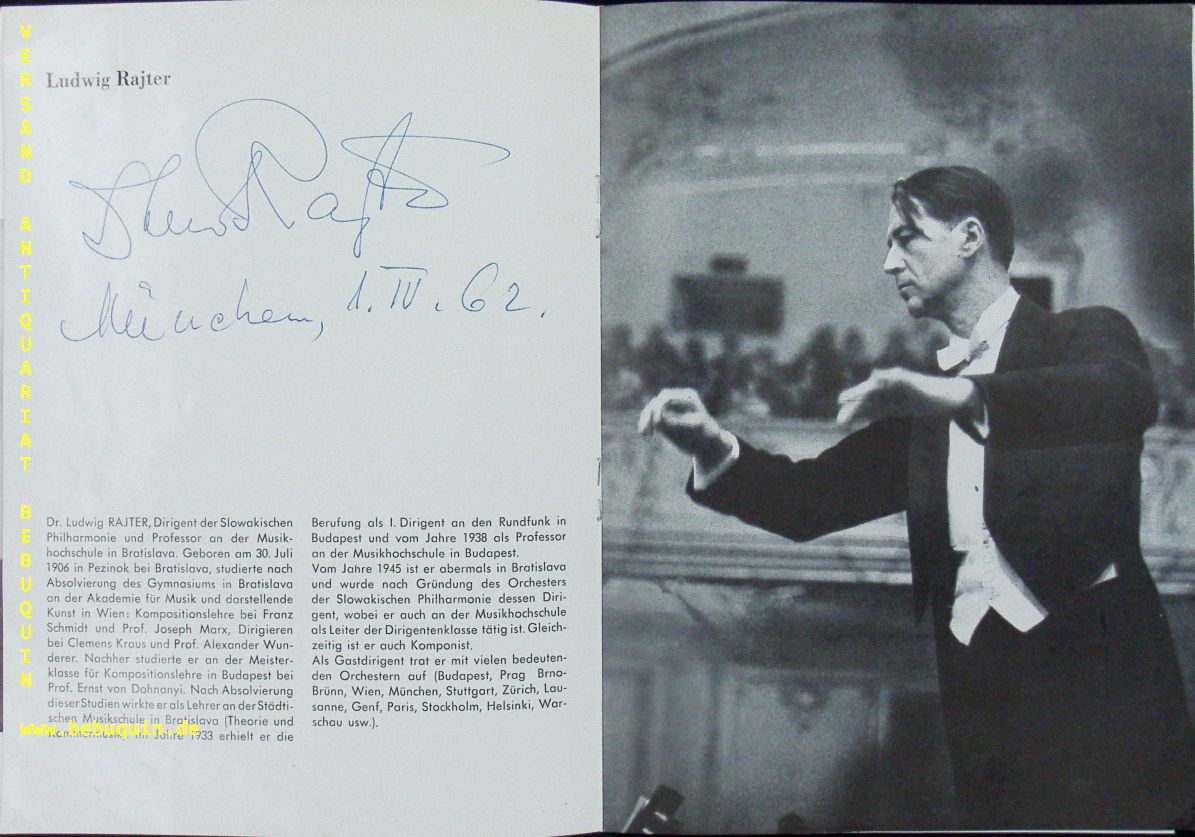 VERSAND ANTIQUARIAT BEBUQUIN
Ludwig Rajter
Rajter
München, 1. IV. 62.
Dr. Ludwig RAJTER, Dirigent der Slowakischen
Philharmonie und Professor an der Musik-
hochschule in Bratislava. Geboren am 30. Juli
1906 in Pezinok bei Bratislava, studierte nach
Absolvierung des Gymnasiums in Bratislava
an der Akademie für Musik und darstellende
Kunst in Wien: Kompositionslehre bei Franz
Schmidt und Prof. Joseph Marx, Dirigieren
bei Clemens Kraus und Prof. Alexander Wun-
derer. Nachher studierte er an der Meister-
klasse für Kompositionslehre in Budapest bei
Prof. Ernst von Dohnanyi. Nach Absolvierung
dieser Studien wirkte er als Lehrer an der Städti-
schen Musikschule in Bratislava (Theorie und
Kammermusik). Im Jahre 1933 erhielt er die
Berufung als I. Dirigent an den Rundfunk in
Budapest und vom Jahre 1938 als Professor
an der Musikhochschule in Budapest.
Vom Jahre 1945 ist er abermals in Bratislava
und wurde nach Gründung des Orchesters
der Slowakischen Philharmonie dessen Diri-
gent, wobei er auch an der Musikhochschule
als Leiter der Dirigentenklasse tätig ist. Gleich-
zeitig ist er auch Komponist.
Als Gastdirigent trat er mit vielen bedeuten-
den Orchestern auf (Budapest, Prag Brno-
Brünn, Wien, München, Stuttgart, Zürich, Lau-
sanne, Genf, Paris, Stockholm, Helsinki, War-
schau usw.).
www.bebuquin.de